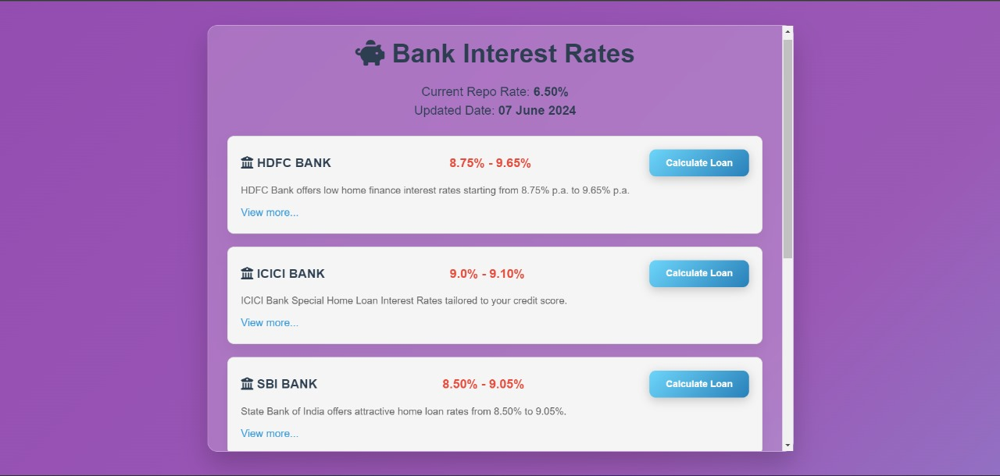 Bank Interest Rates
Current Repo Rate: 6.50%
Updated Date: 07 June 2024
HDFC BANK 8.75% - 9.65% Calculate Loan
HDFC Bank offers low home finance interest rates starting from 8.75% p.a. to 9.65% p.a.
View more...
ICICI BANK 9.0% - 9.10% Calculate Loan
ICICI Bank Special Home Loan Interest Rates tailored to your credit score.
View more...
SBI BANK 8.50% - 9.05% Calculate Loan
State Bank of India offers attractive home loan rates from 8.50% to 9.05%.
View more...